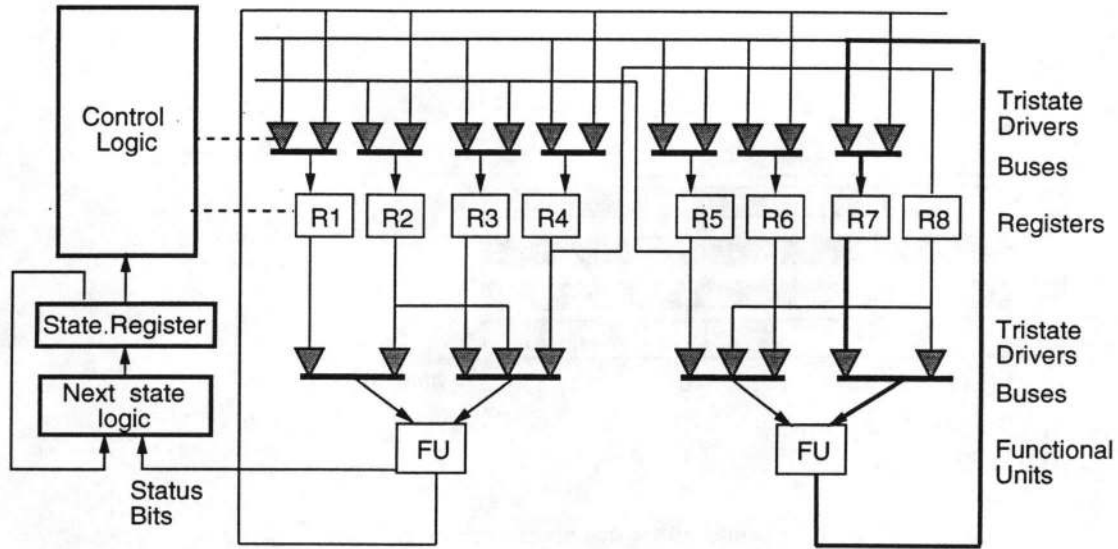 Control
Logic
Tristate
Drivers
Buses
R1
R2
R3
R4
R5
R6
R7
R8
Registers
State.Register
Next state
logic
Tristate
Drivers
Buses
FU
FU
Functional
Units
Status
Bits